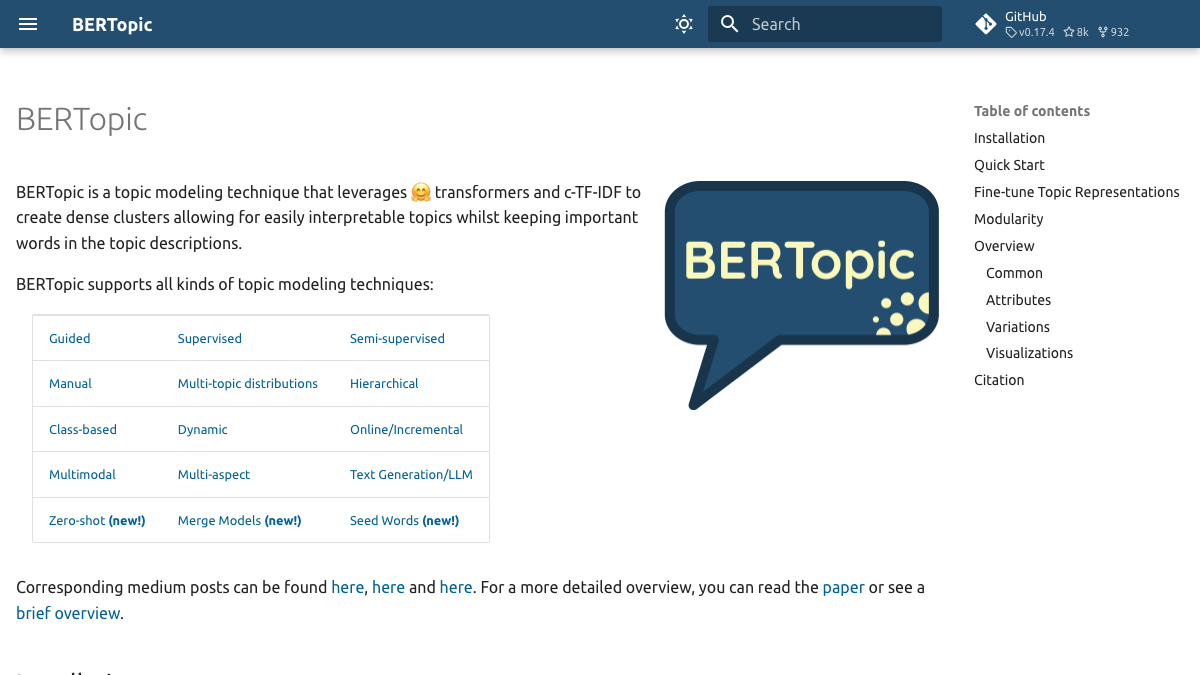 BERTopic
Search
GitHub
v0.17.4 8k 932
BERTopic
BERTopic is a topic modeling technique that leverages 🤗 transformers and c-TF-IDF to
create dense clusters allowing for easily interpretable topics whilst keeping important
words in the topic descriptions.
BERTopic supports all kinds of topic modeling techniques:
Guided Supervised Semi-supervised
Manual Multi-topic distributions Hierarchical
Class-based Dynamic Online/Incremental
Multimodal Multi-aspect Text Generation/LLM
Zero-shot (new!) Merge Models (new!) Seed Words (new!)
BERTopic
Corresponding medium posts can be found here, here and here. For a more detailed overview, you can read the paper or see a
brief overview.
Table of contents
Installation
Quick Start
Fine-tune Topic Representations
Modularity
Overview
Common
Attributes
Variations
Visualizations
Citation